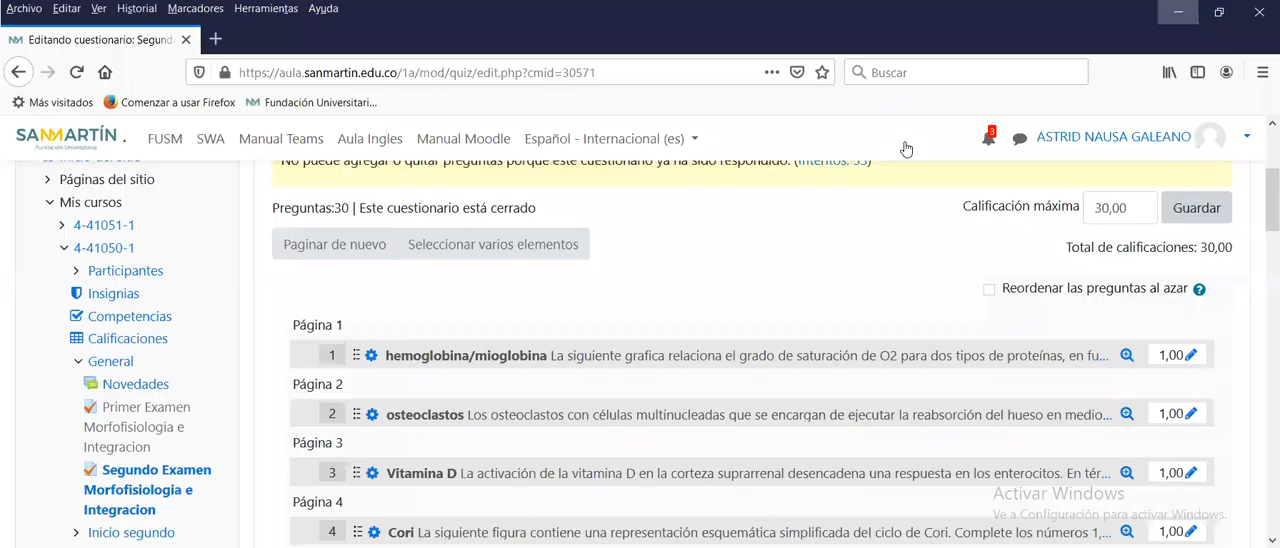 Archivo Editar Ver Historial Marcadores Herramientas Ayuda
Editando cuestionario: Segund
https://aula.sanmartin.edu.co/1a/mod/quiz/edit.php?cmid=30571
Buscar
Más visitados Comenzar a usar Firefox Fundación Universitari...
SANMARTÍN
Fundación Universitaria
FUSM SWA Manual Teams Aula Ingles Manual Moodle Español - Internacional (es)
3
ASTRID NAUSA GALEANO
No puede agregar o quitar preguntas porque este cuestionario ya ha sido respondido. (Intentos: 55)
Páginas del sitio
Mis cursos
4-41051-1
4-41050-1
Participantes
Insignias
Competencias
Calificaciones
General
Novedades
Primer Examen
Morfofisiologia e
Integracion
Segundo Examen
Morfofisiologia e
Integracion
Inicio segundo
Preguntas:30 | Este cuestionario está cerrado
Calificación máxima 30,00 Guardar
Paginar de nuevo Seleccionar varios elementos
Total de calificaciones: 30,00
Reordenar las preguntas al azar
Página 1
1 hemoglobina/mioglobina La siguiente grafica relaciona el grado de saturación de O2 para dos tipos de proteínas, en fu... 1,00
Página 2
2 osteoclastos Los osteoclastos con células multinucleadas que se encargan de ejecutar la reabsorción del hueso en medio... 1,00
Página 3
3 Vitamina D La activación de la vitamina D en la corteza suprarrenal desencadena una respuesta en los enterocitos. En tér... 1,00
Página 4
4 Cori La siguiente figura contiene una representación esquemática simplificada del ciclo de Cori. Complete los números 1,... 1,00
Activar Windows
Ve a Configuración para activar Windows.